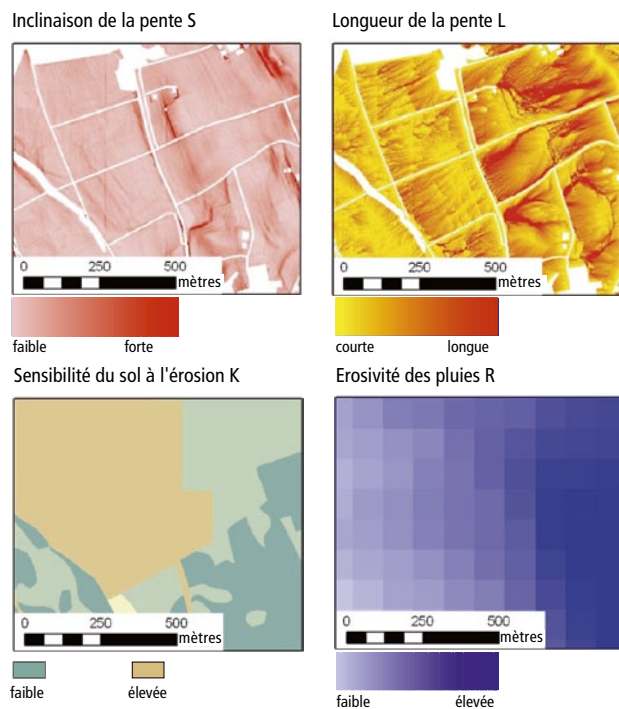 Inclinaison de la pente S
Longueur de la pente L
0 250 500
mètres
0 250 500
mètres
faible forte
courte longue
Sensibilité du sol à l'érosion K
Erosivité des pluies R
0 250 500
mètres
0 250 500
mètres
faible élevée
faible élevée